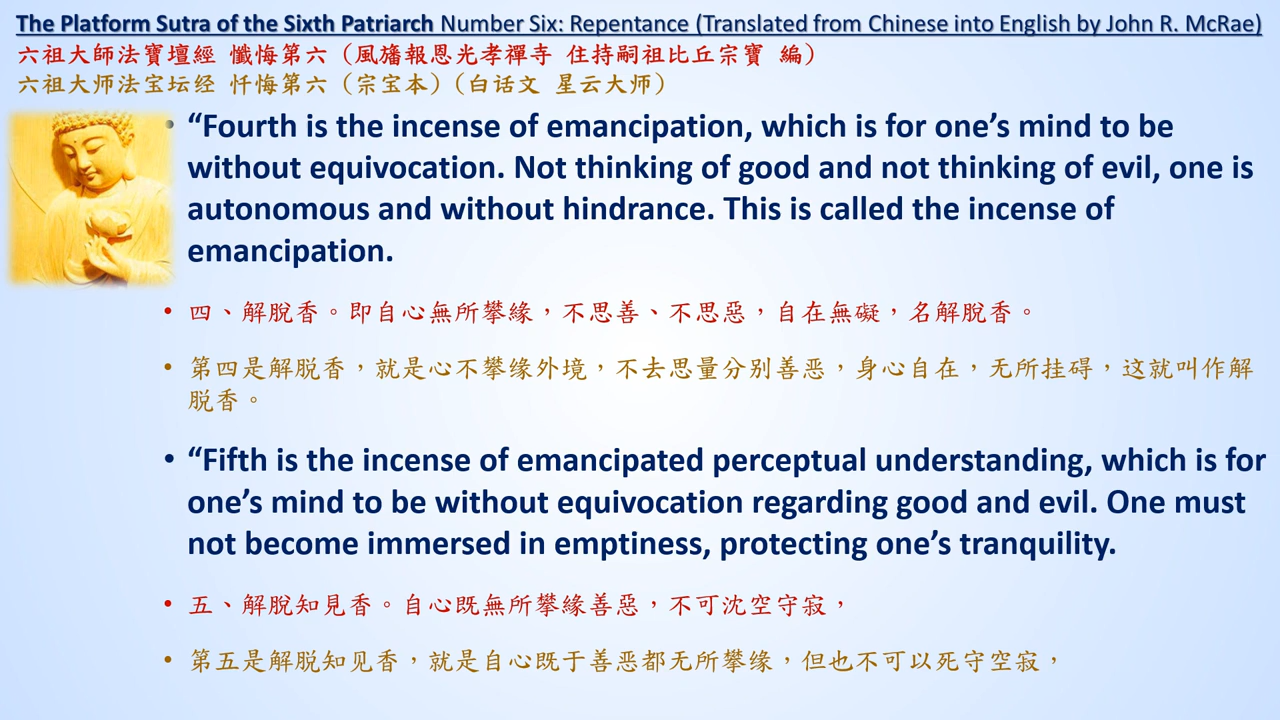 The Platform Sutra of the Sixth Patriarch Number Six: Repentance (Translated from Chinese into English by John R. McRae)
六祖大師法寶壇經 懺悔第六（風旛報恩光孝禪寺 住持嗣祖比丘宗寶 編）
六祖大师法宝坛经 忏悔第六（宗宝本）（白话文 星云大师）
• “Fourth is the incense of emancipation, which is for one’s mind to be
without equivocation. Not thinking of good and not thinking of evil, one is
autonomous and without hindrance. This is called the incense of
emancipation.
• 四、解脫香。即自心無所攀緣，不思善、不思惡，自在無礙，名解脫香。
• 第四是解脱香，就是心不攀缘外境，不去思量分别善恶，身心自在，无所挂碍，这就叫作解
脱香。
• “Fifth is the incense of emancipated perceptual understanding, which is for
one’s mind to be without equivocation regarding good and evil. One must
not become immersed in emptiness, protecting one’s tranquility.
• 五、解脫知見香。自心既無所攀緣善惡，不可沈空守寂，
• 第五是解脱知见香，就是自心既于善恶都无所攀缘，但也不可以死守空寂，